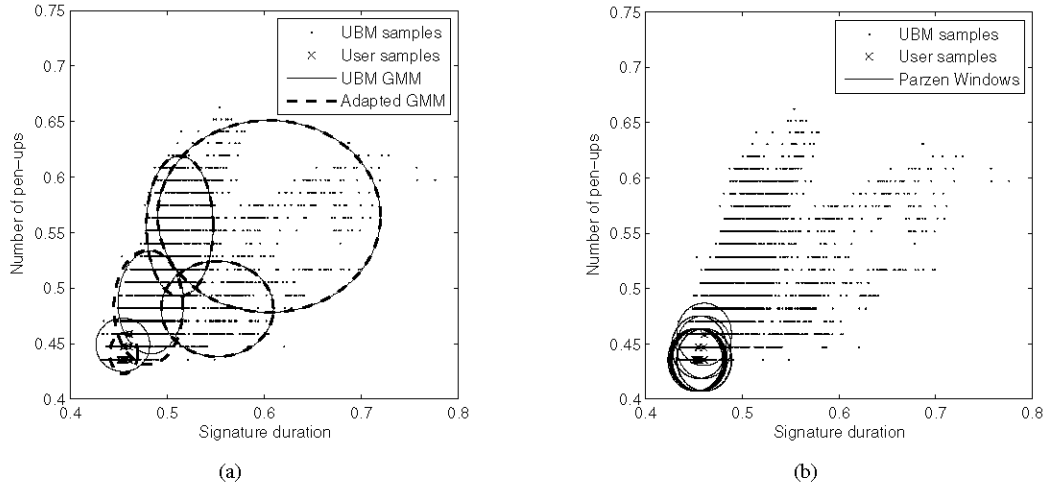 0.75
0.7
0.65
0.6
0.55
0.5
0.45
0.4
0.4 0.5 0.6 0.7 0.8
Number of pen-ups
Signature duration
UBM samples
User samples
UBM GMM
Adapted GMM
(a)
0.75
0.7
0.65
0.6
0.55
0.5
0.45
0.4
0.4 0.5 0.6 0.7 0.8
Number of pen-ups
Signature duration
UBM samples
User samples
Parzen Windows
(b)